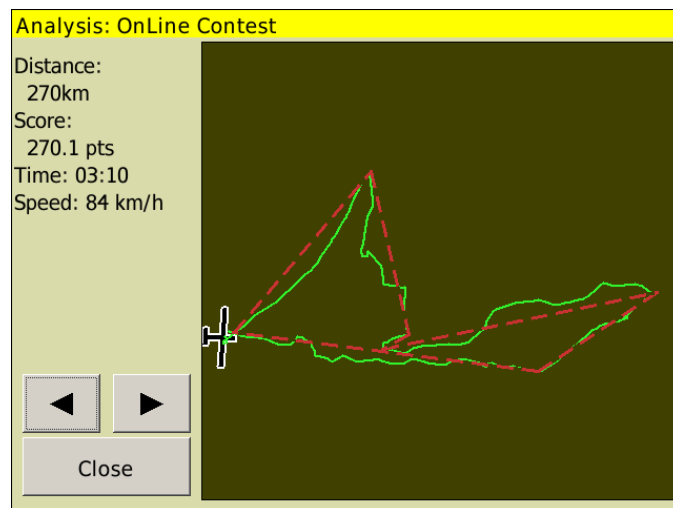 Analysis: OnLine Contest
Distance:
270km
Score:
270.1 pts
Time: 03:10
Speed: 84 km/h
Close